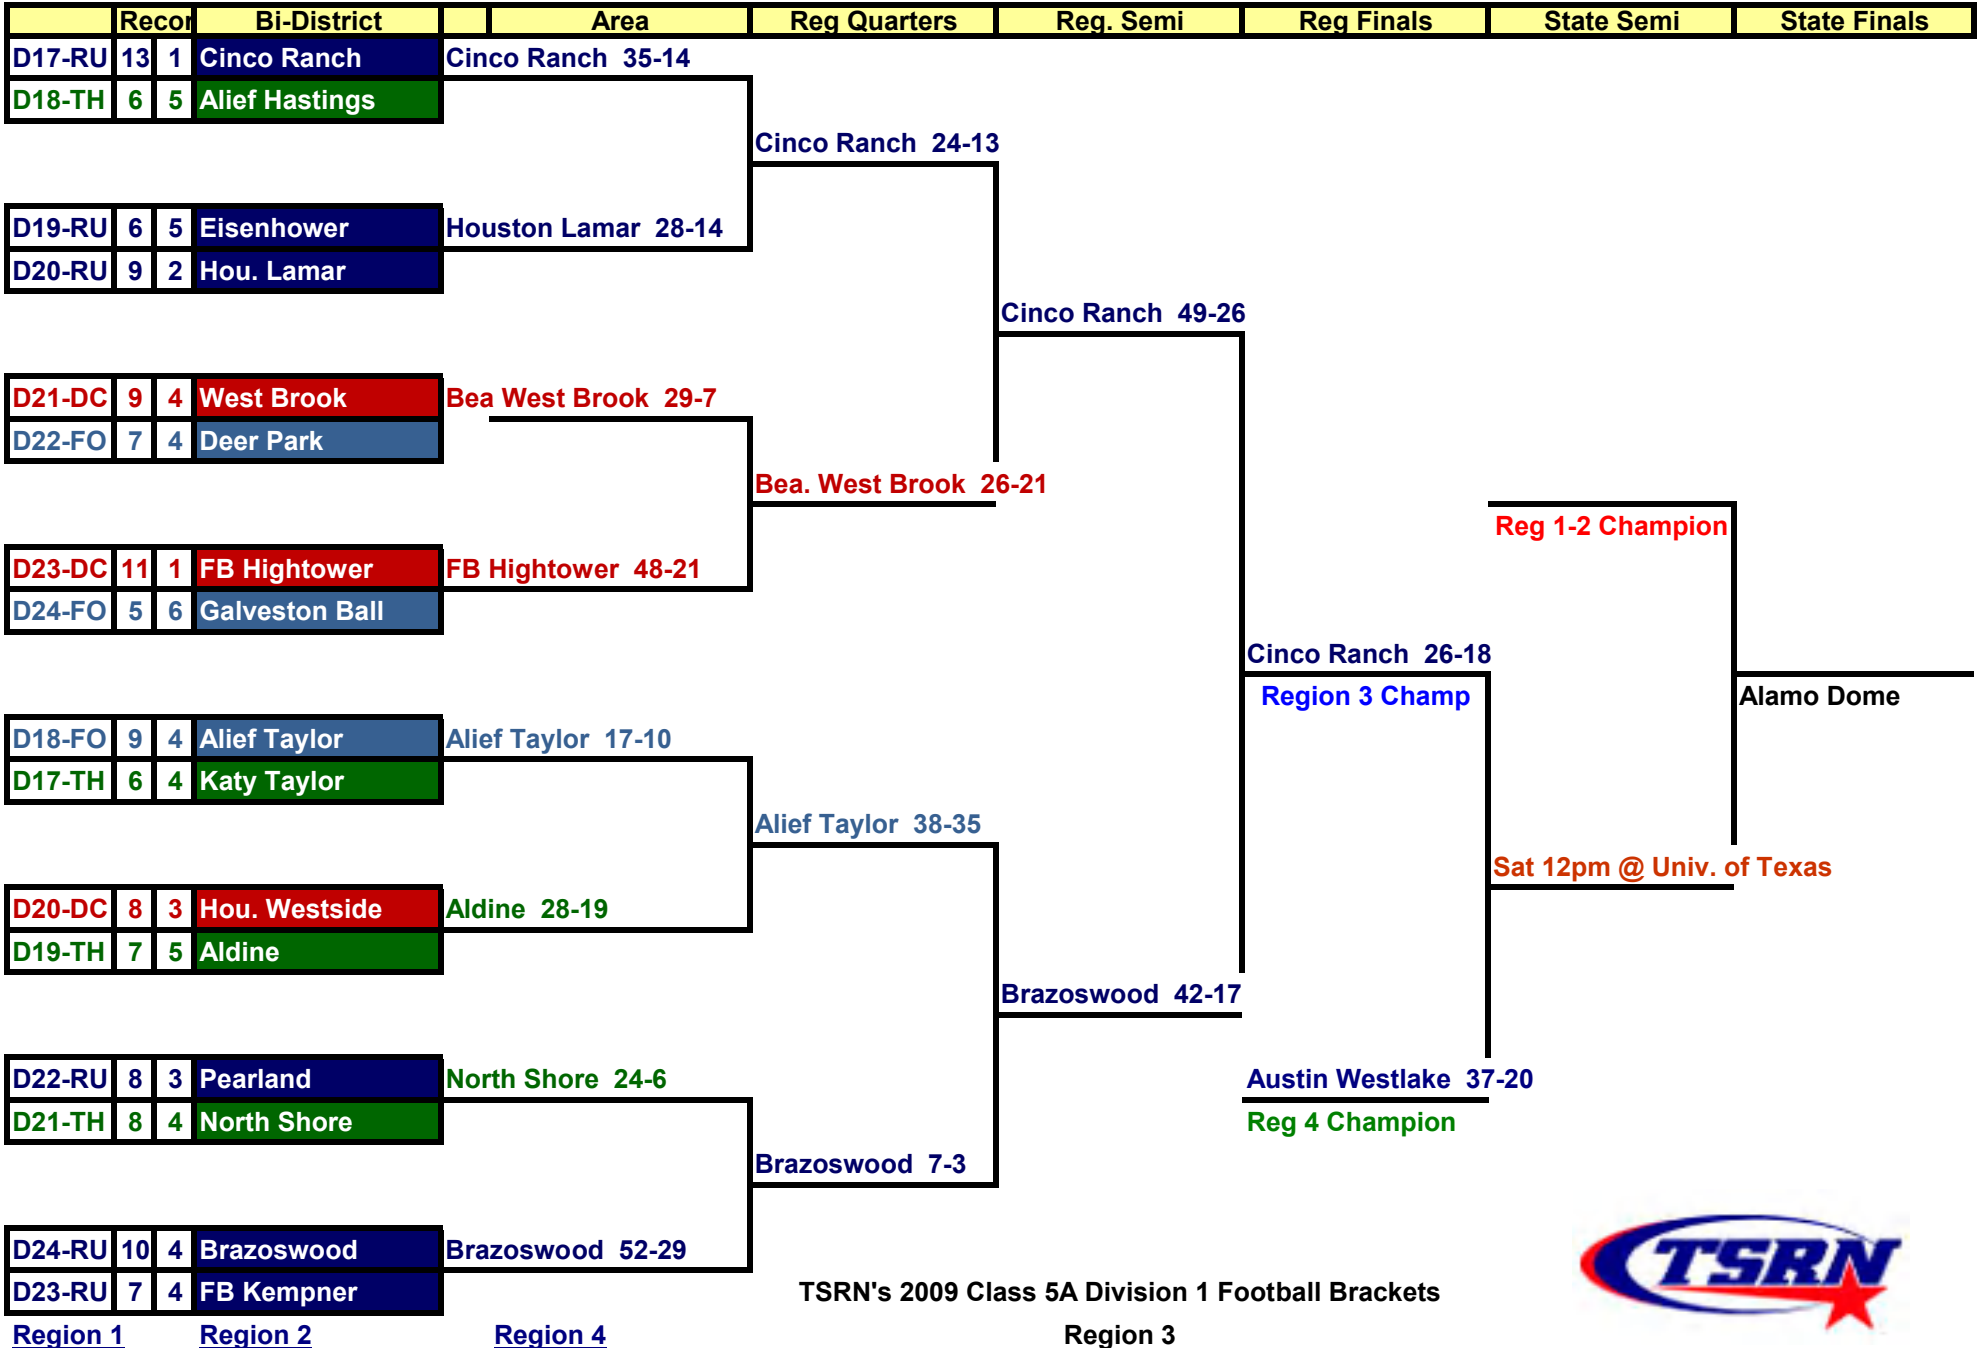 Recor Bi-District Area Reg Quarters Reg. Semi Reg Finals State Semi State Finals
D17-RU 13 1 Cinco Ranch Cinco Ranch 35-14
D18-TH 6 5 Alief Hastings
Cinco Ranch 24-13
D19-RU 6 5 Eisenhower Houston Lamar 28-14
D20-RU 9 2 Hou. Lamar
Cinco Ranch 49-26
D21-DC 9 4 West Brook Bea West Brook 29-7
D22-FO 7 4 Deer Park
Bea. West Brook 26-21
Reg 1-2 Champion
D23-DC 11 1 FB Hightower FB Hightower 48-21
D24-FO 5 6 Galveston Ball
Cinco Ranch 26-18
Region 3 Champ Alamo Dome
D18-FO 9 4 Alief Taylor Alief Taylor 17-10
D17-TH 6 4 Katy Taylor
Alief Taylor 38-35
Sat 12pm @ Univ. of Texas
D20-DC 8 3 Hou. Westside Aldine 28-19
D19-TH 7 5 Aldine
Brazoswood 42-17
D22-RU 8 3 Pearland North Shore 24-6 Austin Westlake 37-20
D21-TH 8 4 North Shore Reg 4 Champion
Brazoswood 7-3
D24-RU 10 4 Brazoswood Brazoswood 52-29
TSRN
D23-RU 7 4 FB Kempner TSRN's 2009 Class 5A Division 1 Football Brackets
Region 1 Region 2 Region 4 Region 3